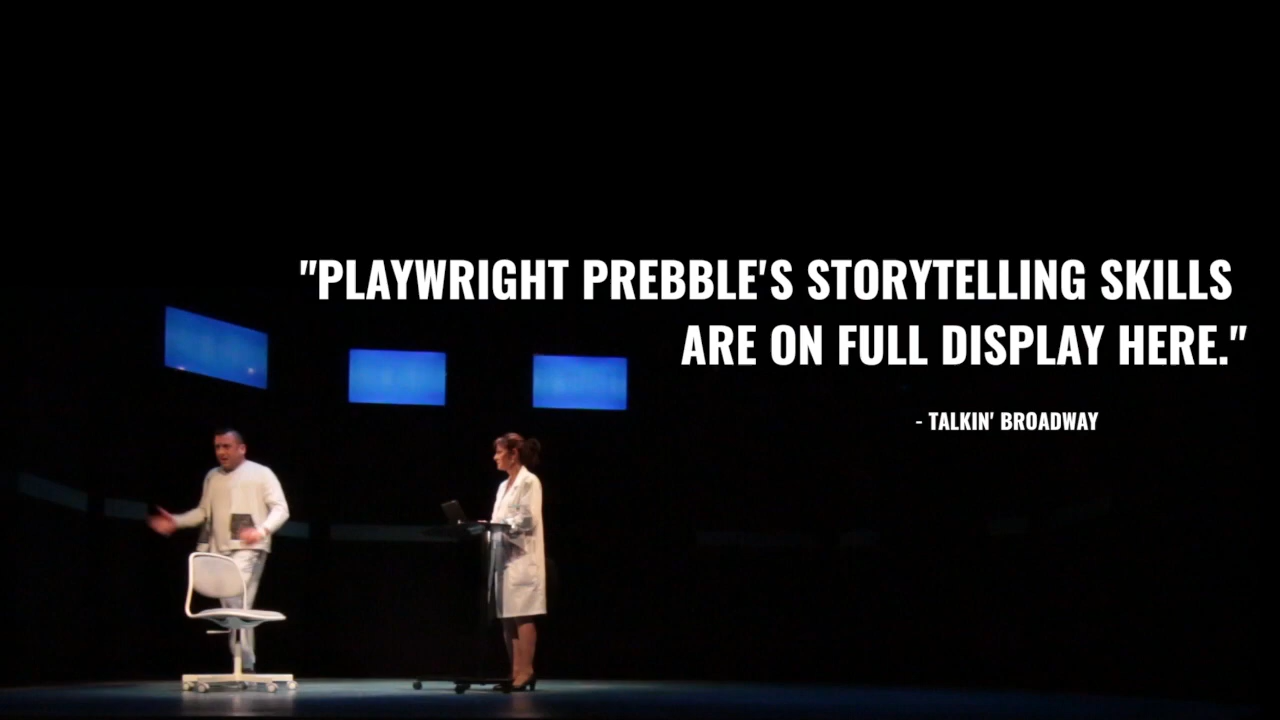 "PLAYWRIGHT PREBBLE'S STORYTELLING SKILLS
ARE ON FULL DISPLAY HERE."
- TALKIN' BROADWAY